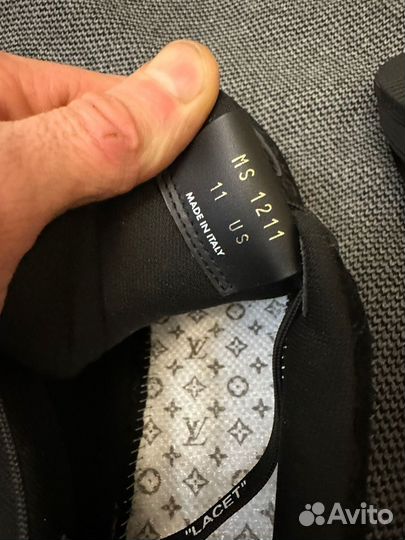 MS 1211
11 US
MADE IN ITALY
"LACET"
Avito